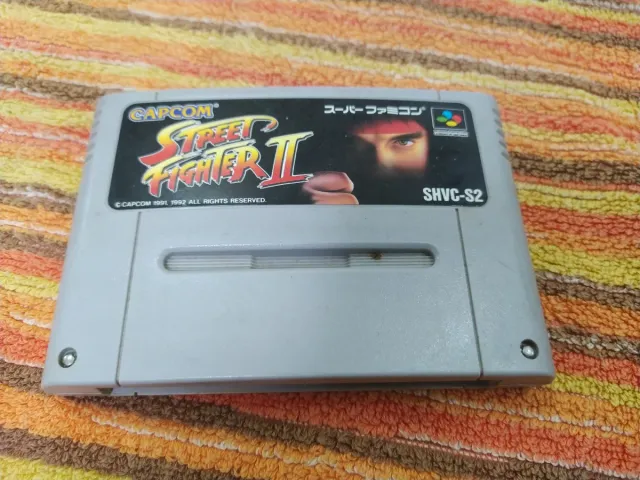 CAPCOM
STREET
FIGHTER II
スーパーファミコン®
SHVC-S2
©CAPCOM 1991, 1992 ALL RIGHTS RESERVED.